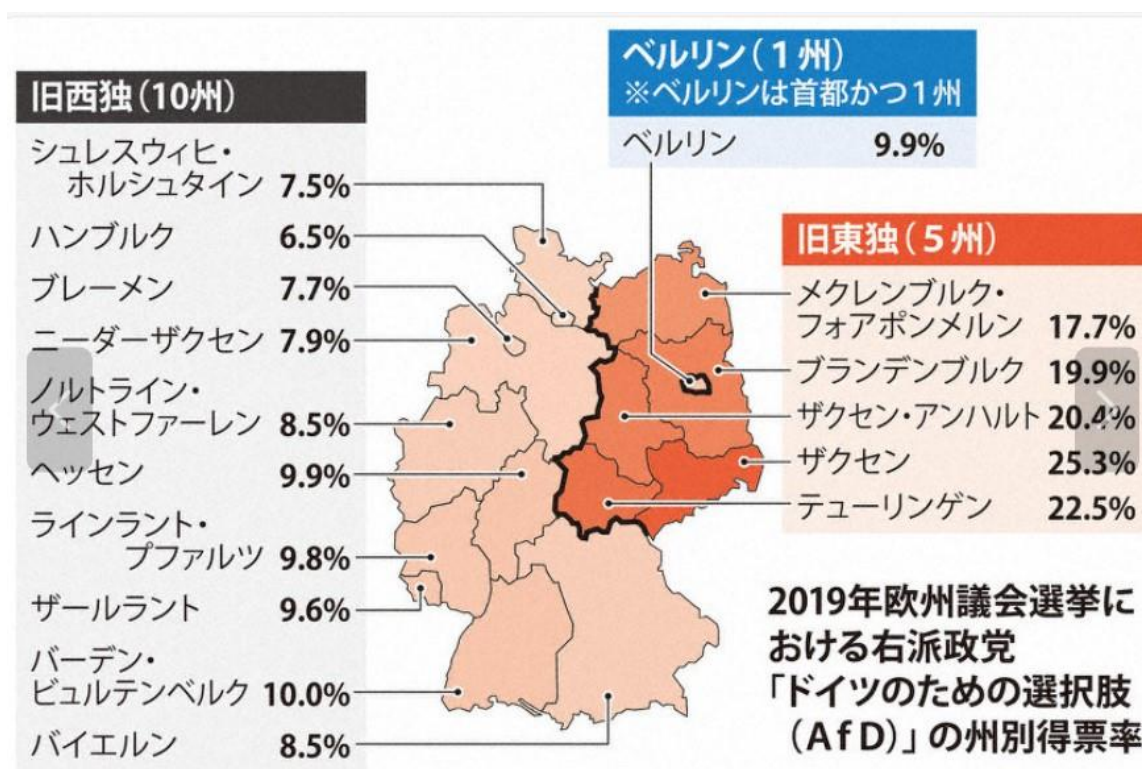 旧西独(10州)
シュレスウィヒ・
ホルシュタイン 7.5%
ハンブルク 6.5%
ブレーメン 7.7%
ニーダーザクセン 7.9%
ノルトライン・
ウェストファーレン 8.5%
ヘッセン 9.9%
ラインラント・
プファルツ 9.8%
ザールラント 9.6%
バーデン・
ビュルテンベルク 10.0%
バイエルン 8.5%
ベルリン(1州)
※ベルリンは首都かつ1州
ベルリン 9.9%
旧東独(5州)
メクレンブルク・
フォアポンメルン 17.7%
ブランデンブルク 19.9%
ザクセン・アンハルト 20.4%
ザクセン 25.3%
テューリンゲン 22.5%
2019年欧州議会選挙に
おける右派政党
「ドイツのための選択肢
(AfD)」の州別得票率